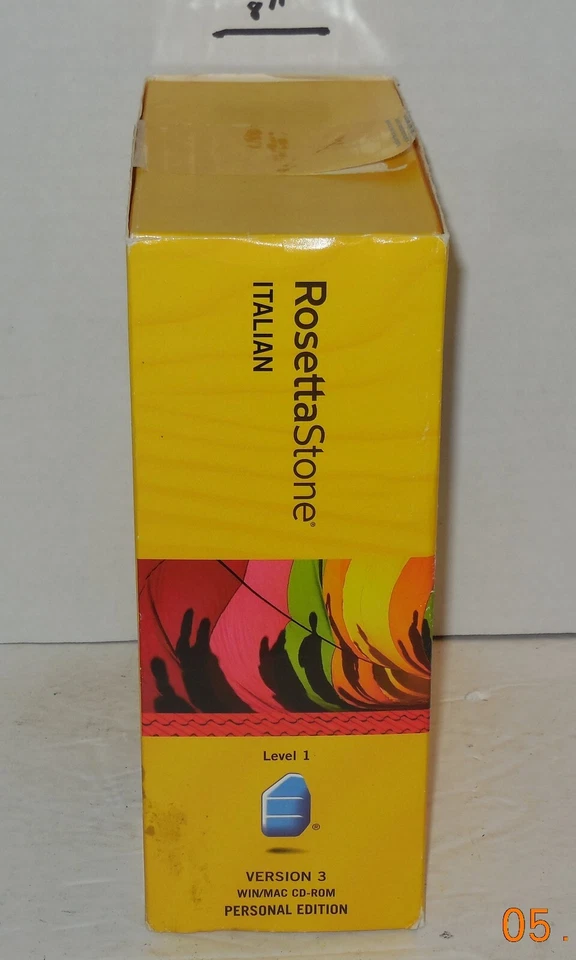 8"
RosettaStone®
ITALIAN
Level 1
®
VERSION 3
WIN/MAC CD-ROM
PERSONAL EDITION
05.